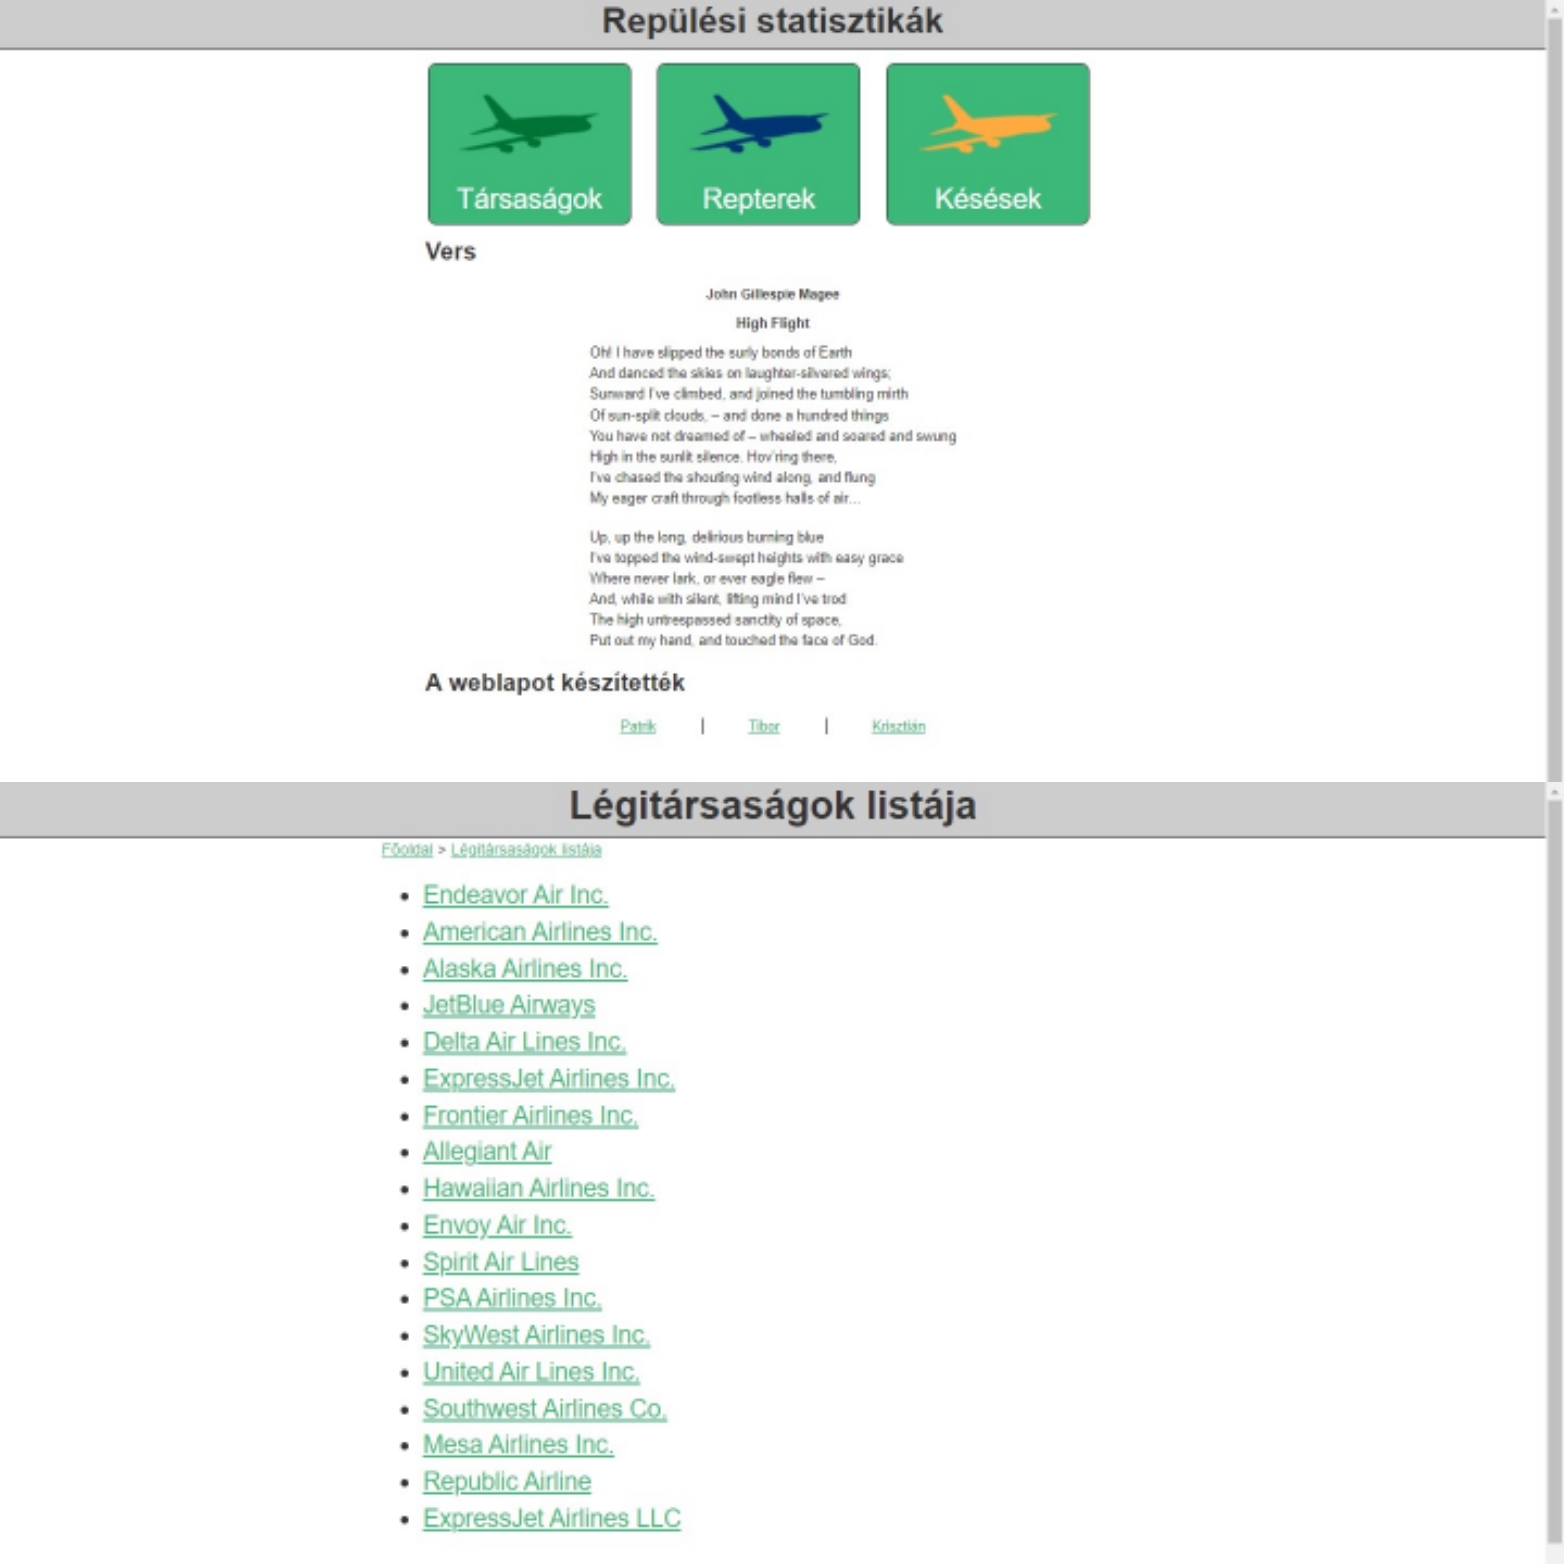 Repülési statisztikák
Társaságok
Repterek
Késések
Vers
John Gillespie Magee
High Flight
Oh! I have slipped the surly bonds of Earth
And danced the skies on laughter-silvered wings;
Sunward I've climbed, and joined the tumbling mirth
Of sun-split clouds, – and done a hundred things
You have not dreamed of – wheeled and soared and swung
High in the sunlit silence. Hov'ring there,
I've chased the shouting wind along, and flung
My eager craft through footless halls of air...
Up, up the long, delirious burning blue
I've topped the wind-swept heights with easy grace
Where never lark, or ever eagle flew –
And, while with silent, lifting mind I've trod
The high untrespassed sanctity of space,
Put out my hand, and touched the face of God.
A weblapot készítették
Patrik | Tibor | Krisztián
Légitársaságok listája
Főoldal > Légitársaságok listája
• Endeavor Air Inc.
• American Airlines Inc.
• Alaska Airlines Inc.
• JetBlue Airways
• Delta Air Lines Inc.
• ExpressJet Airlines Inc.
• Frontier Airlines Inc.
• Allegiant Air
• Hawaiian Airlines Inc.
• Envoy Air Inc.
• Spirit Air Lines
• PSA Airlines Inc.
• SkyWest Airlines Inc.
• United Air Lines Inc.
• Southwest Airlines Co.
• Mesa Airlines Inc.
• Republic Airline
• ExpressJet Airlines LLC